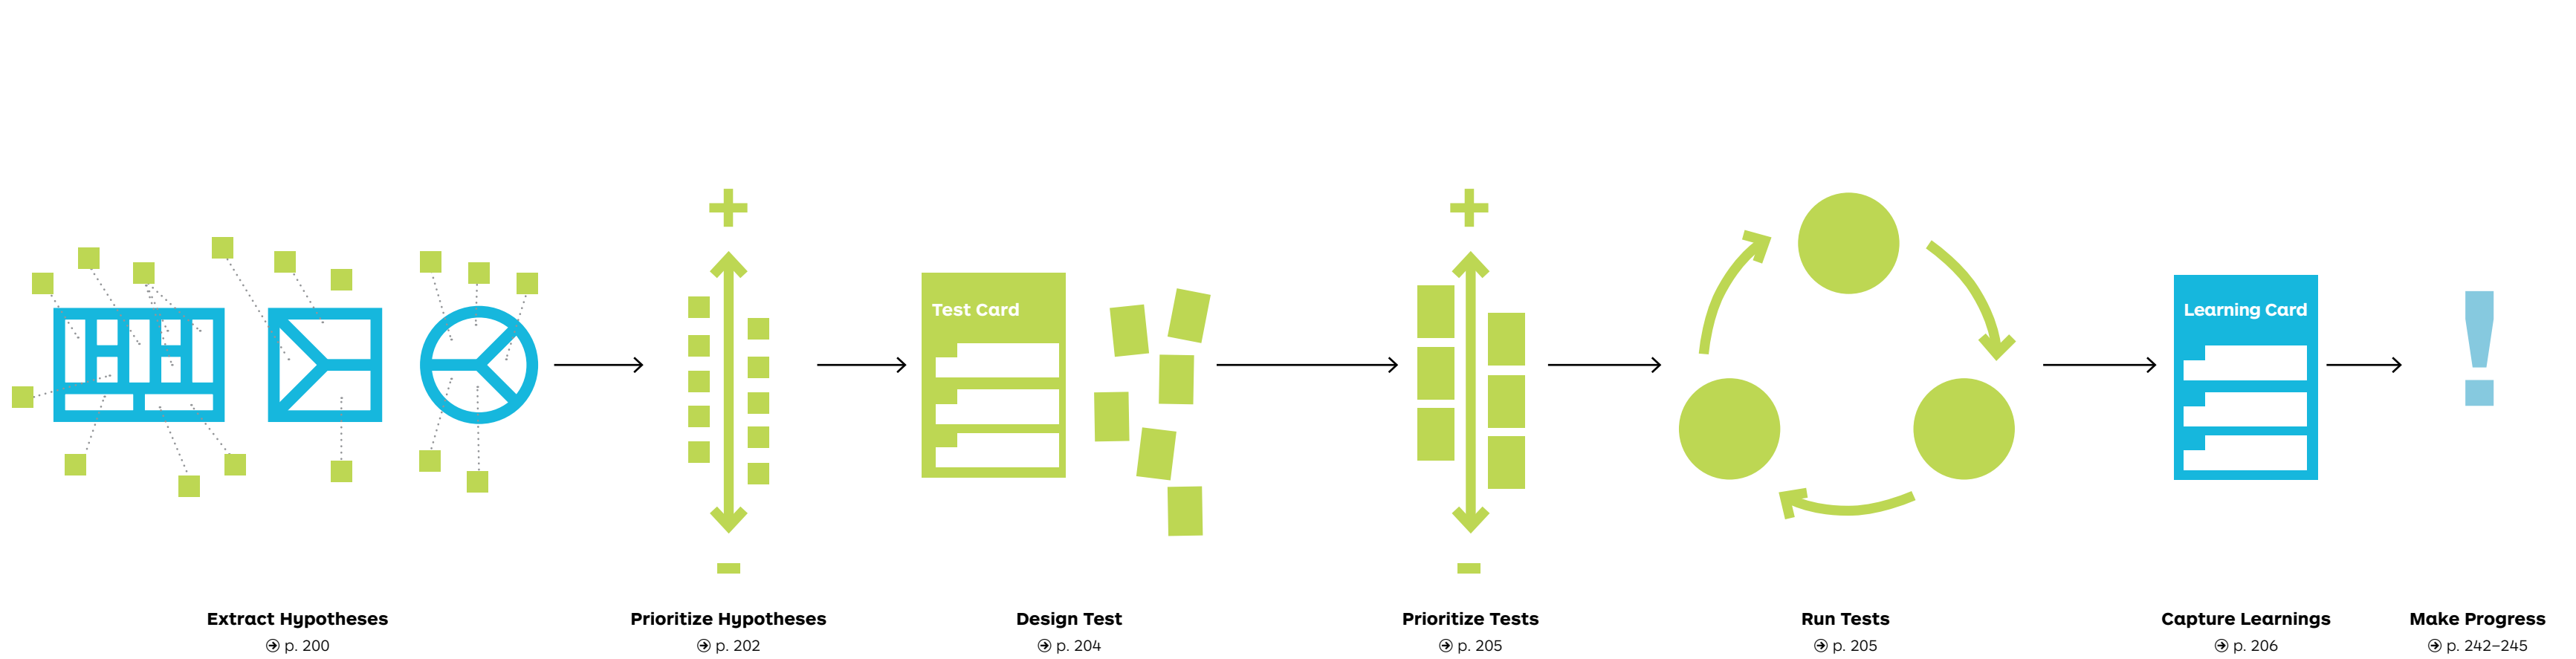 Test Card
Learning Card
Extract Hypotheses
p. 200
Prioritize Hypotheses
p. 202
Design Test
p. 204
Prioritize Tests
p. 205
Run Tests
p. 205
Capture Learnings
p. 206
Make Progress
p. 242–245